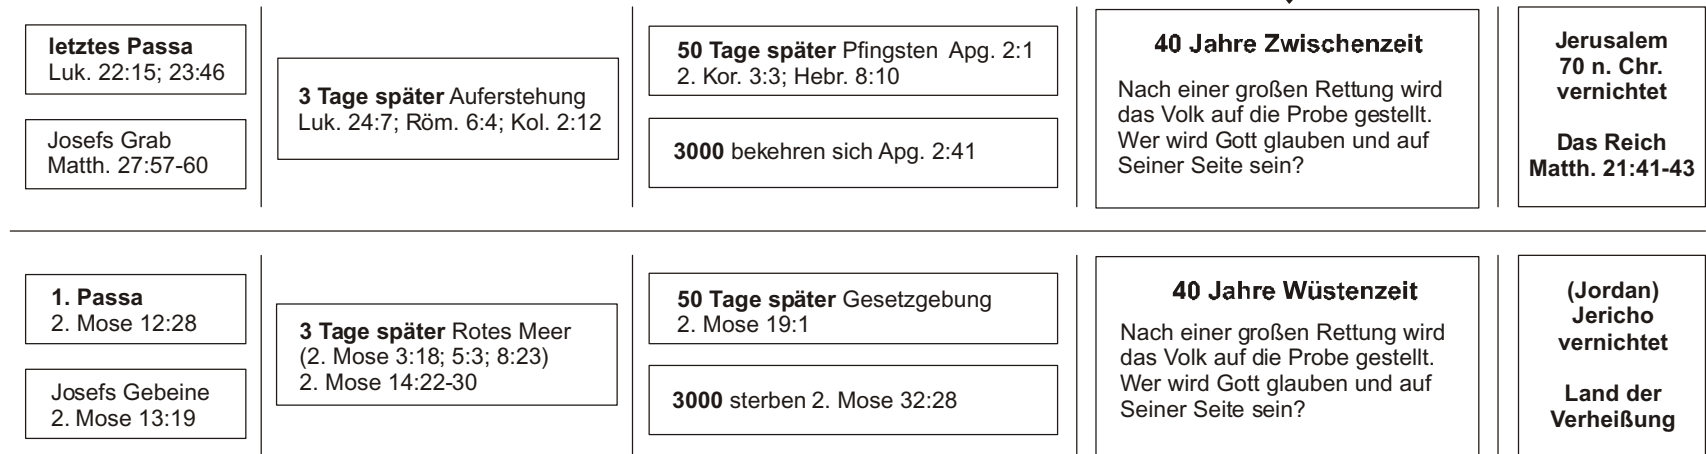 letztes Passa
Luk. 22:15; 23:46
Josefs Grab
Matth. 27:57-60
3 Tage später Auferstehung
Luk. 24:7; Röm. 6:4; Kol. 2:12
50 Tage später Pfingsten Apg. 2:1
2. Kor. 3:3; Hebr. 8:10
3000 bekehren sich Apg. 2:41
40 Jahre Zwischenzeit
Nach einer großen Rettung wird
das Volk auf die Probe gestellt.
Wer wird Gott glauben und auf
Seiner Seite sein?
Jerusalem
70 n. Chr.
vernichtet
Das Reich
Matth. 21:41-43
1. Passa
2. Mose 12:28
Josefs Gebeine
2. Mose 13:19
3 Tage später Rotes Meer
(2. Mose 3:18; 5:3; 8:23)
2. Mose 14:22-30
50 Tage später Gesetzgebung
2. Mose 19:1
3000 sterben 2. Mose 32:28
40 Jahre Wüstenzeit
Nach einer großen Rettung wird
das Volk auf die Probe gestellt.
Wer wird Gott glauben und auf
Seiner Seite sein?
(Jordan)
Jericho
vernichtet
Land der
Verheißung